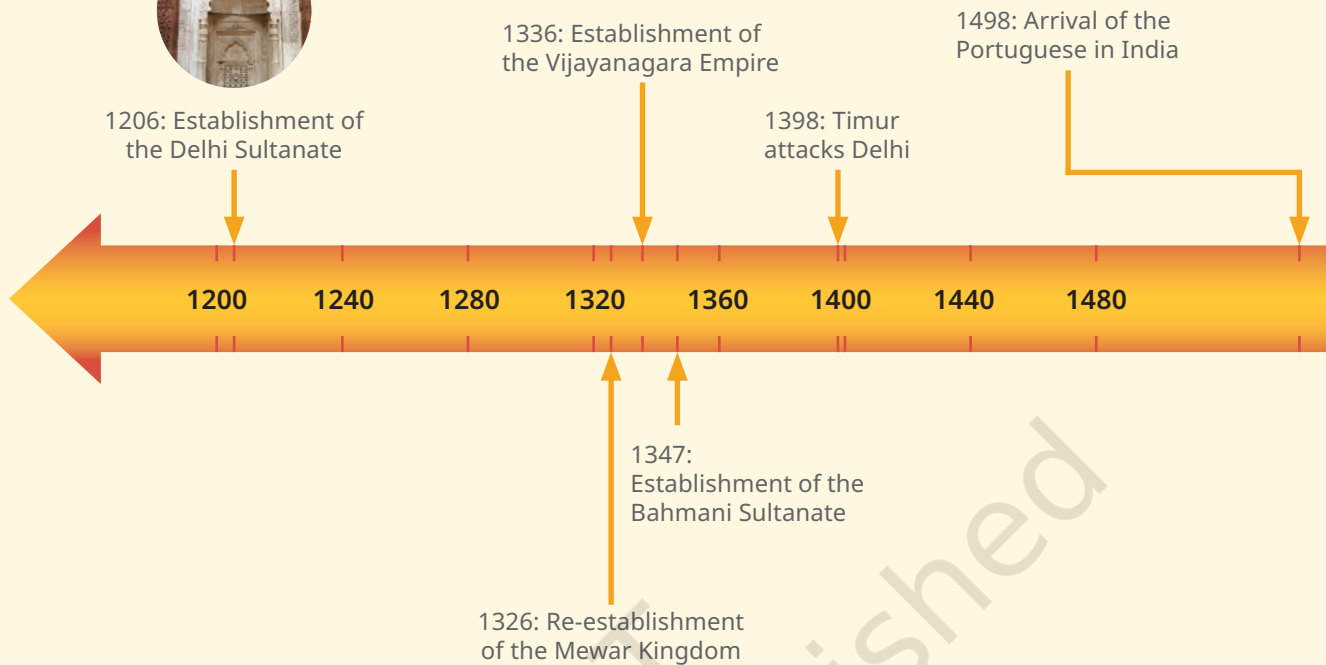 1498: Arrival of the
Portuguese in India
1336: Establishment of
the Vijayanagara Empire
1206: Establishment of
the Delhi Sultanate
1398: Timur
attacks Delhi
1200 1240 1280 1320 1360 1400 1440 1480
1347:
Establishment of the
Bahmani Sultanate
1326: Re-establishment
of the Mewar Kingdom